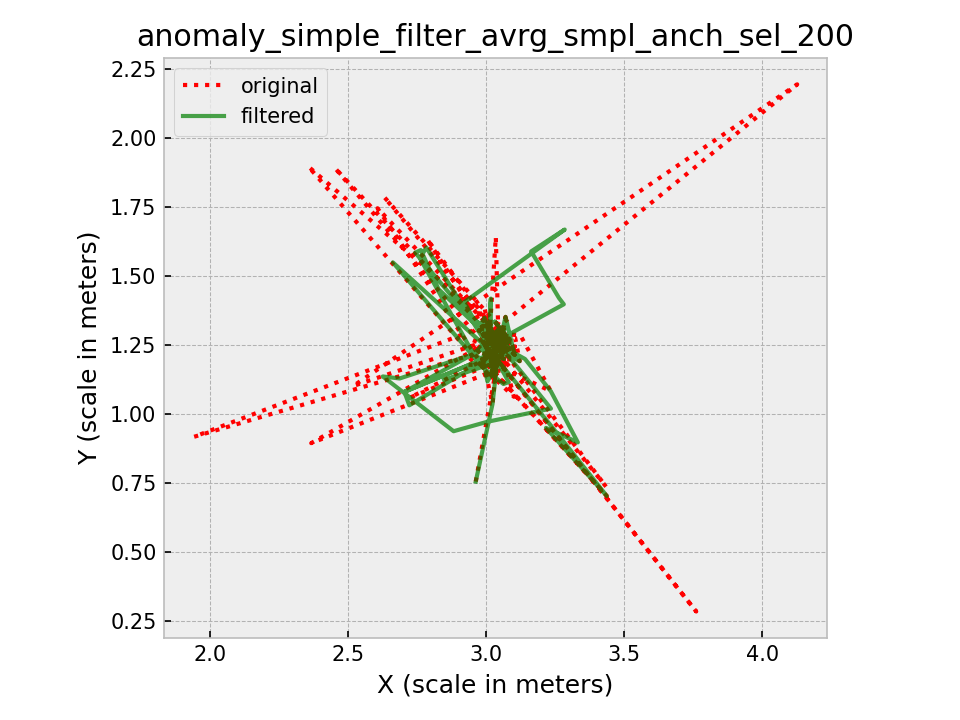 anomaly_simple_filter_avrg_smpl_anch_sel_200
original
filtered
2.25
2.00
1.75
1.50
1.25
1.00
0.75
0.50
0.25
Y (scale in meters)
2.0 2.5 3.0 3.5 4.0
X (scale in meters)